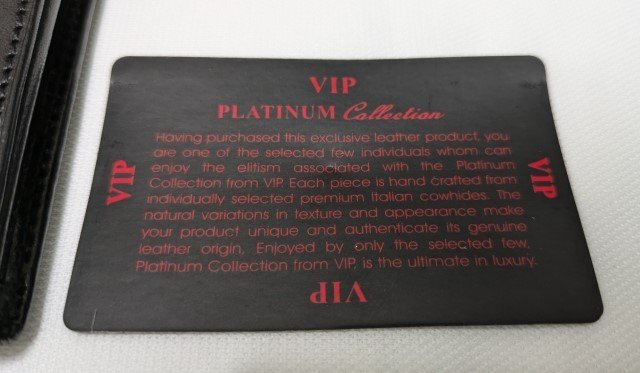 VIP
PLATINUM Collection
Having purchased this exclusive leather product, you
are one of the selected few individuals whom can
enjoy the elitism associated with the Platinum
Collection from VIP. Each piece is hand crafted from
individually selected premium Italian cowhides. The
natural variations in texture and appearance make
your product unique and authenticate its genuine
leather origin. Enjoyed by only the selected few,
Platinum Collection from VIP, is the ultimate in luxury.
VIP
VIP
VIP